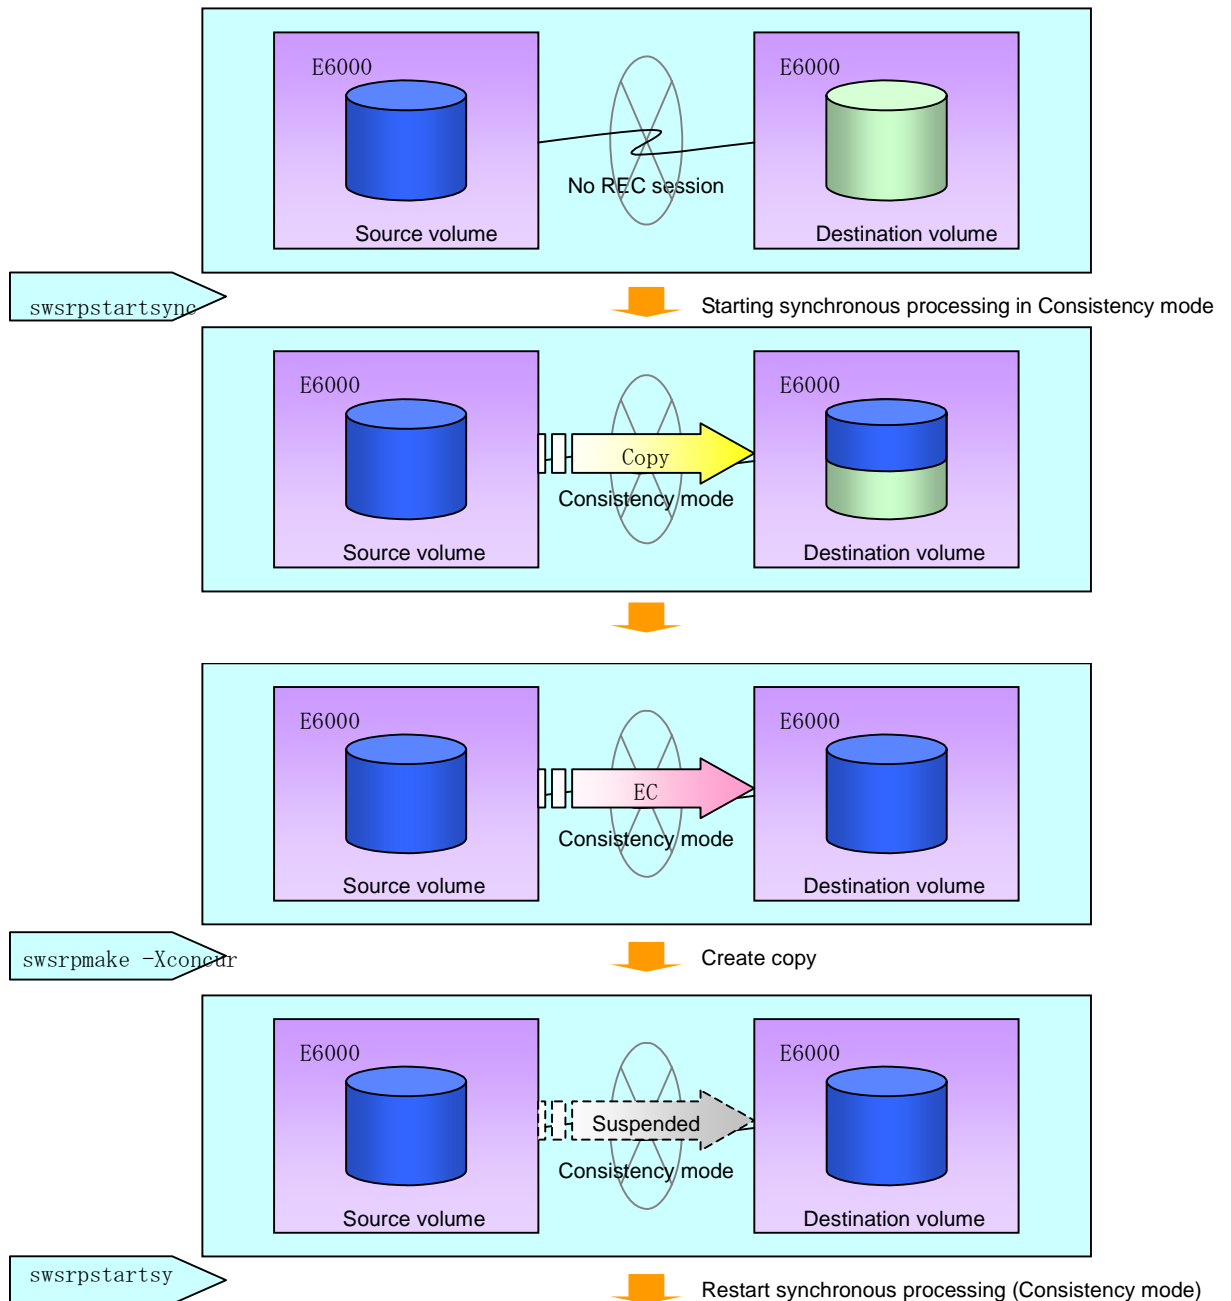 E6000
E6000
No REC session
Source volume
Destination volume
swsrpstartsync
Starting synchronous processing in Consistency mode
E6000
E6000
Copy
Consistency mode
Source volume
Destination volume
E6000
E6000
EC
Consistency mode
Source volume
Destination volume
swsrpmake -Xconcur
Create copy
E6000
E6000
Suspended
Consistency mode
Source volume
Destination volume
swsrpstartsy
Restart synchronous processing (Consistency mode)